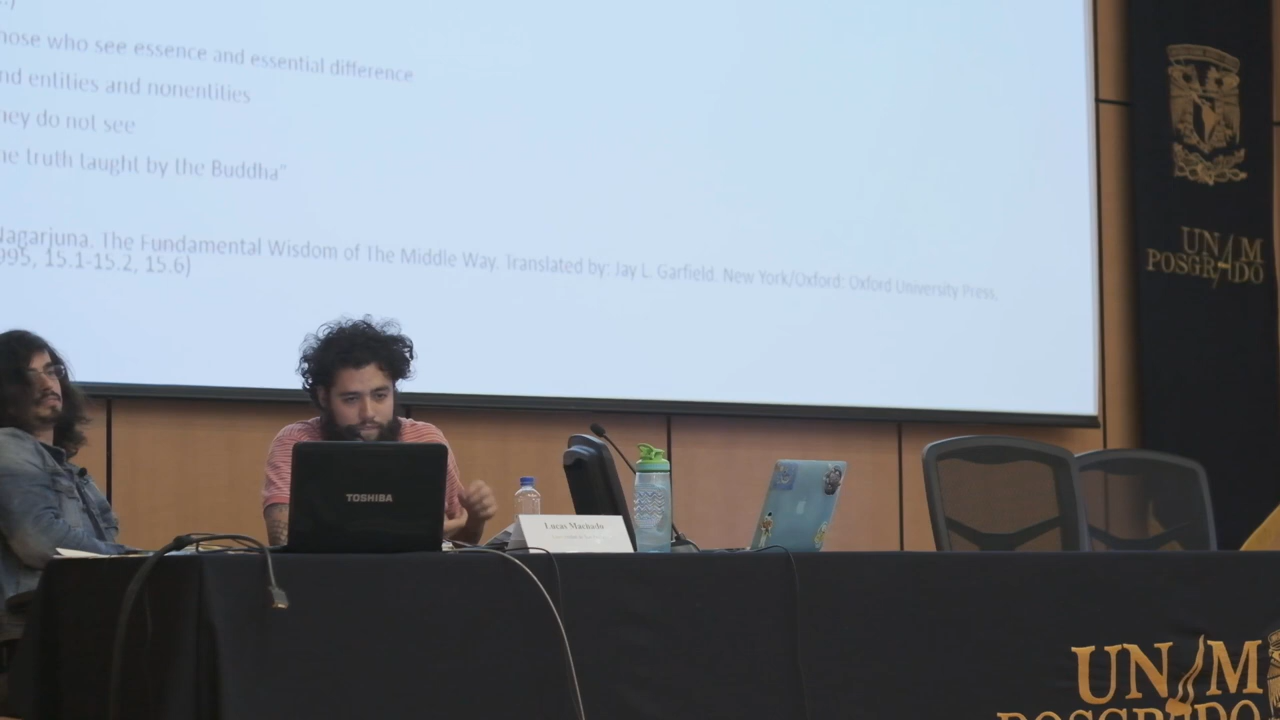 hose who see essence and essential difference
nd entities and nonentities
hey do not see
he truth taught by the Buddha"
Nagarjuna. The Fundamental Wisdom of The Middle Way. Translated by: Jay L. Garfield. New York/Oxford: Oxford University Press,
995, 15.1-15.2, 15.6)
UNAM
POSGRADO
TOSHIBA
Lucas Machado
UNAM
POSGRADO